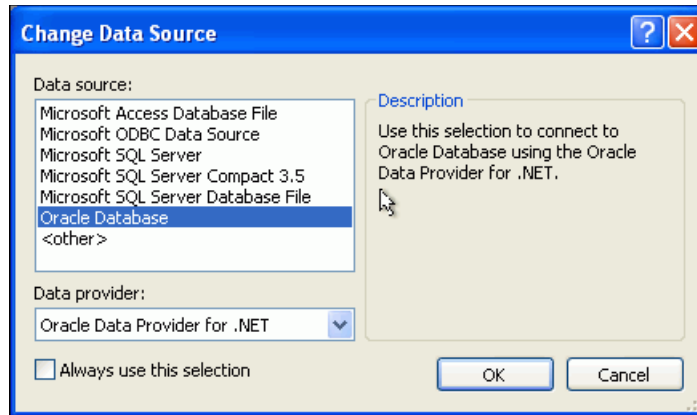 Change Data Source
Data source:
Microsoft Access Database File
Microsoft ODBC Data Source
Microsoft SQL Server
Microsoft SQL Server Compact 3.5
Microsoft SQL Server Database File
Oracle Database
<other>
Data provider:
Oracle Data Provider for .NET
Always use this selection
Description
Use this selection to connect to
Oracle Database using the Oracle
Data Provider for .NET.
OK
Cancel